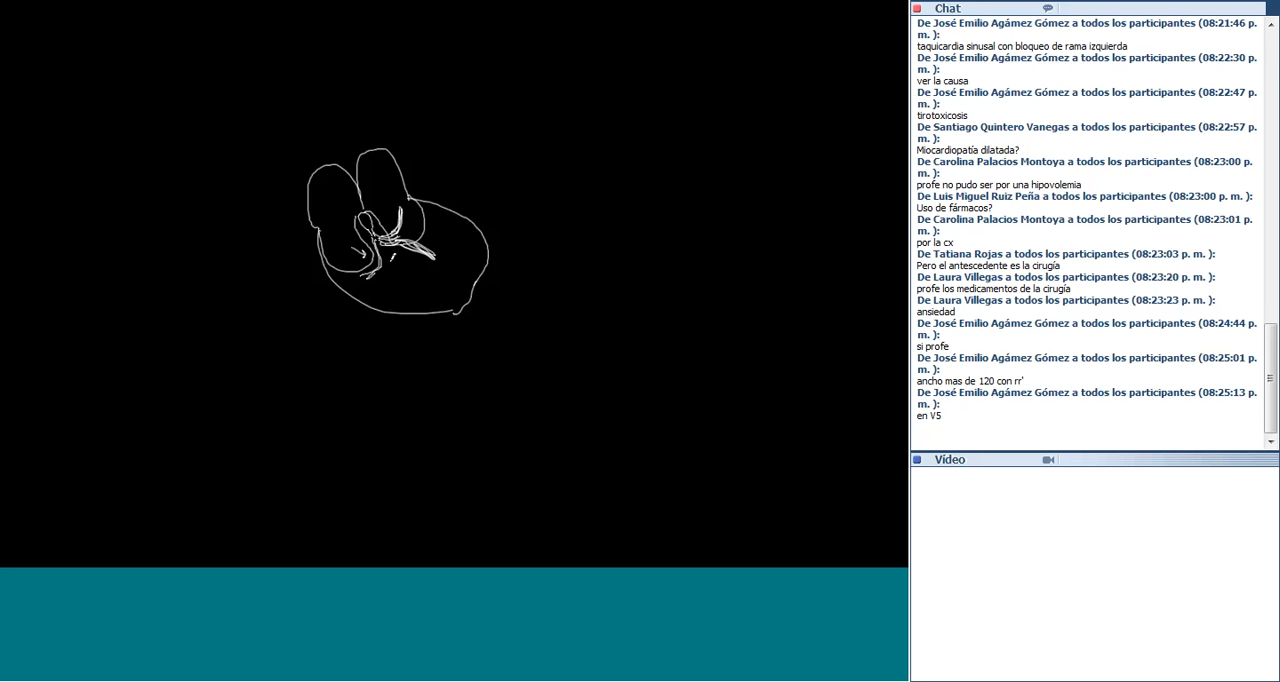 Chat
De José Emilio Agámez Gómez a todos los participantes (08:21:46 p.
m. ):
taquicardia sinusal con bloqueo de rama izquierda
De José Emilio Agámez Gómez a todos los participantes (08:22:30 p.
m. ):
ver la causa
De José Emilio Agámez Gómez a todos los participantes (08:22:47 p.
m. ):
tirotoxicosis
De Santiago Quintero Vanegas a todos los participantes (08:22:57 p.
m. ):
Miocardiopatía dilatada?
De Carolina Palacios Montoya a todos los participantes (08:23:00 p.
m. ):
profe no pudo ser por una hipovolemia
De Luis Miguel Ruiz Peña a todos los participantes (08:23:00 p. m. ):
Uso de fármacos?
De Carolina Palacios Montoya a todos los participantes (08:23:01 p.
m. ):
por la cx
De Tatiana Rojas a todos los participantes (08:23:03 p. m. ):
Pero el antescedente es la cirugía
De Laura Villegas a todos los participantes (08:23:20 p. m. ):
profe los medicamentos de la cirugía
De Laura Villegas a todos los participantes (08:23:23 p. m. ):
ansiedad
De José Emilio Agámez Gómez a todos los participantes (08:24:44 p.
m. ):
si profe
De José Emilio Agámez Gómez a todos los participantes (08:25:01 p.
m. ):
ancho mas de 120 con rr'
De José Emilio Agámez Gómez a todos los participantes (08:25:13 p.
m. ):
en V5
Vídeo